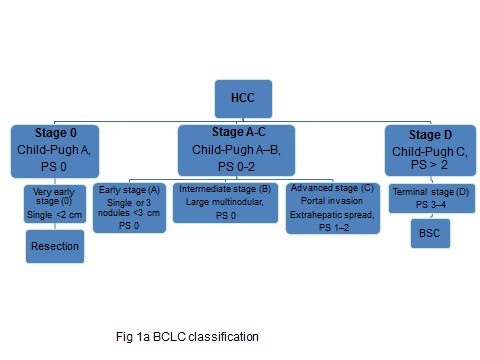 HCC
Stage 0
Child-Pugh A,
PS 0
Stage A-C
Child-Pugh A–B,
PS 0-2
Stage D
Child-Pugh C,
PS > 2
Very early
stage (0)
Single <2 cm
Early stage (A)
Single or 3
nodules <3 cm
PS 0
Intermediate stage (B)
Large multinodular,
PS 0
Advanced stage (C)
Portal invasion
Extrahepatic spread,
PS 1–2
Terminal stage (D)
PS 3–4
Resection
BSC
Fig 1a BCLC classification